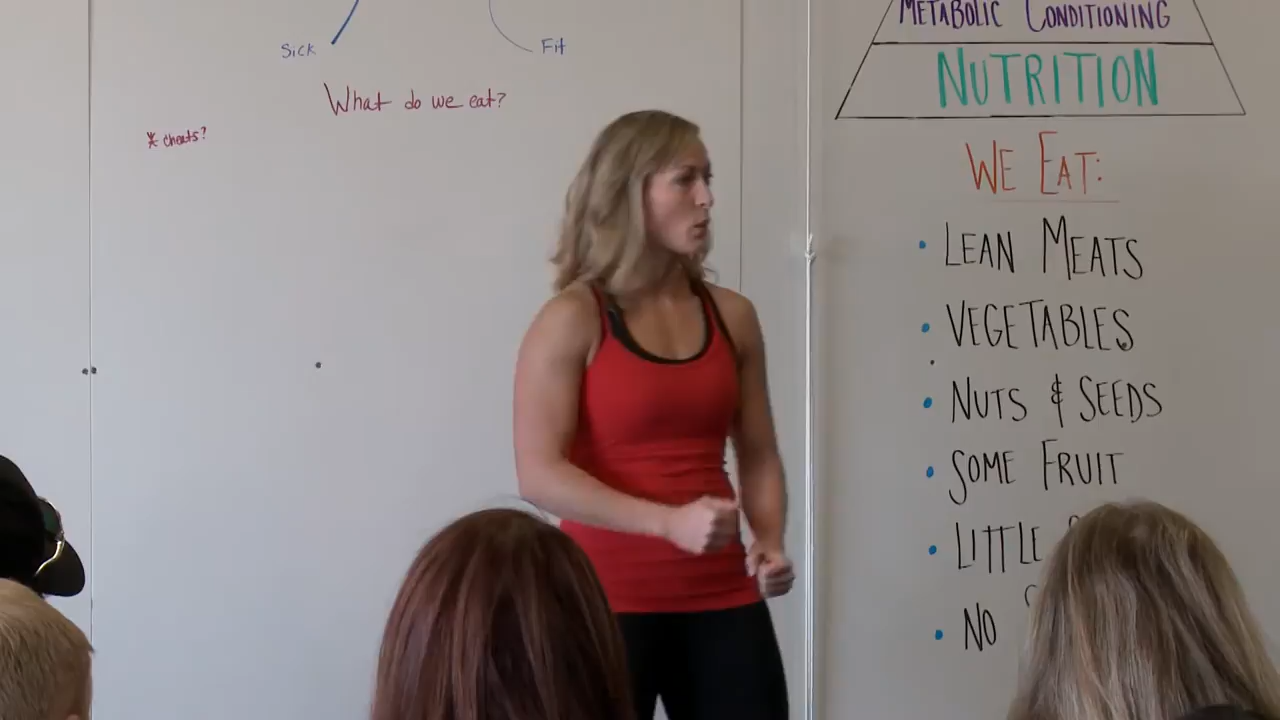 Sick
Fit
What do we eat?
* cheats?
METABOLIC CONDITIONING
NUTRITION
WE EAT:
• LEAN MEATS
• VEGETABLES
• NUTS & SEEDS
• SOME FRUIT
• LITTLE
• NO